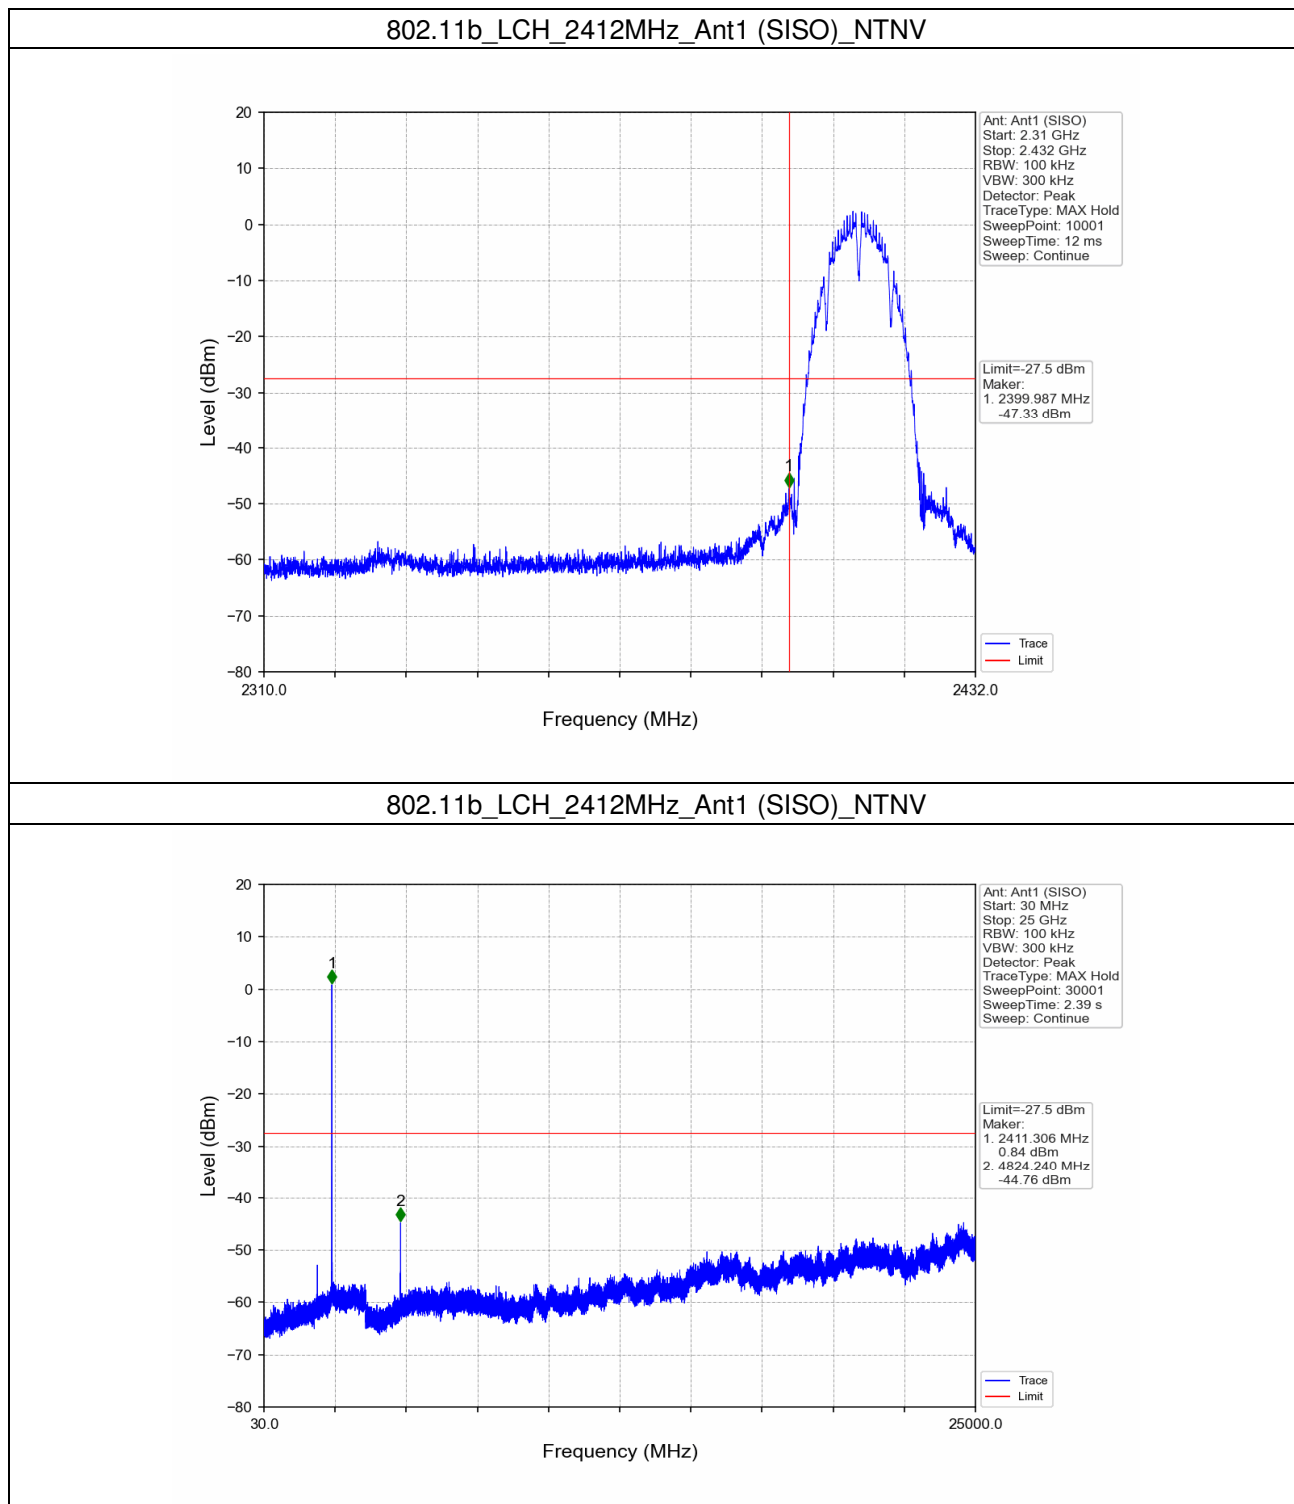 802.11b_LCH_2412MHz_Ant1 (SISO)_NTNV
20
10
0
−10
−20
−30
−40
−50
−60
−70
−80
Level (dBm)
1
2310.0
2432.0
Frequency (MHz)
Ant: Ant1 (SISO)
Start: 2.31 GHz
Stop: 2.432 GHz
RBW: 100 kHz
VBW: 300 kHz
Detector: Peak
TraceType: MAX Hold
SweepPoint: 10001
SweepTime: 12 ms
Sweep: Continue
Limit=-27.5 dBm
Maker:
1. 2399.987 MHz
-47.33 dBm
Trace
Limit
802.11b_LCH_2412MHz_Ant1 (SISO)_NTNV
20
10
0
−10
−20
−30
−40
−50
−60
−70
−80
Level (dBm)
1
2
30.0
25000.0
Frequency (MHz)
Ant: Ant1 (SISO)
Start: 30 MHz
Stop: 25 GHz
RBW: 100 kHz
VBW: 300 kHz
Detector: Peak
TraceType: MAX Hold
SweepPoint: 30001
SweepTime: 2.39 s
Sweep: Continue
Limit=-27.5 dBm
Maker:
1. 2411.306 MHz
0.84 dBm
2. 4824.240 MHz
-44.76 dBm
Trace
Limit